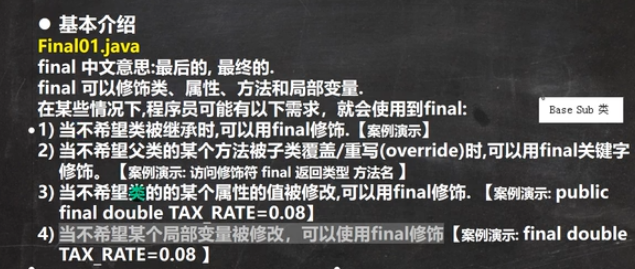 ● 基本介绍
Final01.java
final 中文意思:最后的, 最终的.
final 可以修饰类、属性、方法和局部变量.
在某些情况下,程序员可能有以下需求，就会使用到final:
Base Sub 类
1) 当不希望类被继承时,可以用final修饰.【案例演示】
2) 当不希望父类的某个方法被子类覆盖/重写(override)时,可以用final关键字
修饰。【案例演示: 访问修饰符 final 返回类型 方法名 】
3) 当不希望类的的某个属性的值被修改,可以用final修饰. 【案例演示: public
final double TAX_RATE=0.08】
4) 当不希望某个局部变量被修改，可以使用final修饰【案例演示: final double
TAX_RATE=0.08 】